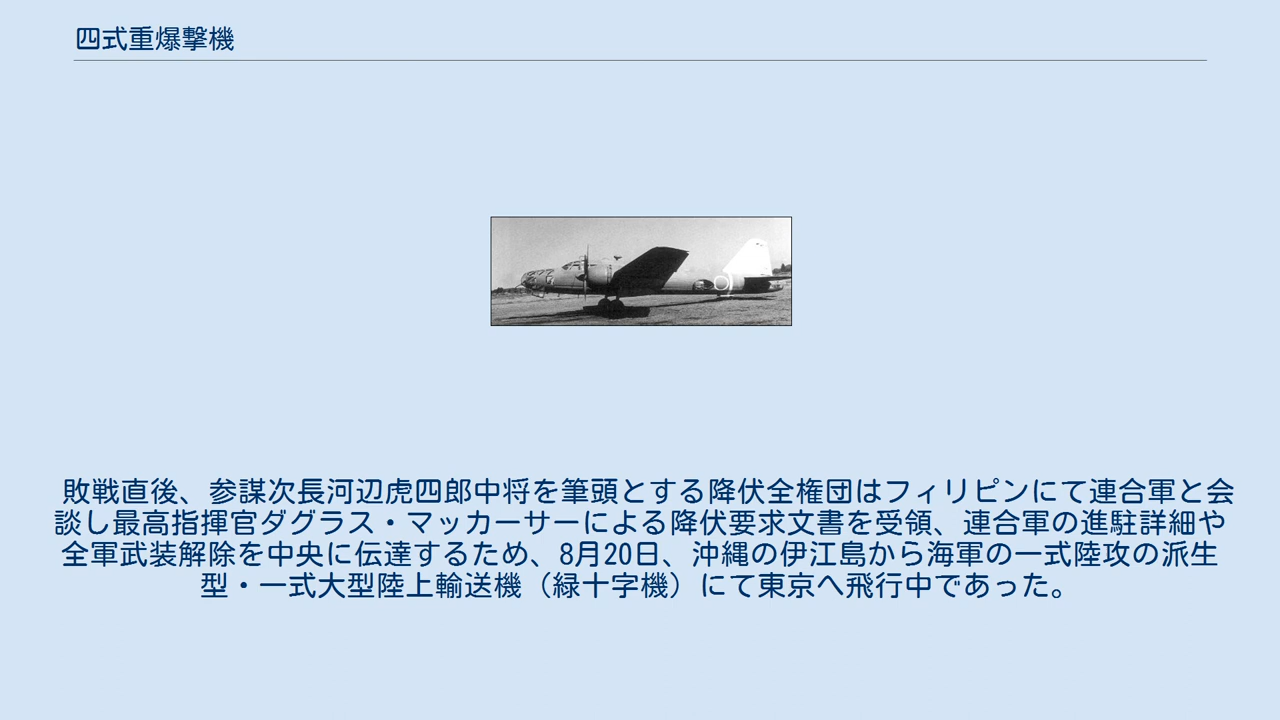 四式重爆撃機
敗戦直後、参謀次長河辺虎四郎中将を筆頭とする降伏全権団はフィリピンにて連合軍と会
談し最高指揮官ダグラス・マッカーサーによる降伏要求文書を受領、連合軍の進駐詳細や
全軍武装解除を中央に伝達するため、8月20日、沖縄の伊江島から海軍の一式陸攻の派生
型・一式大型陸上輸送機（緑十字機）にて東京へ飛行中であった。